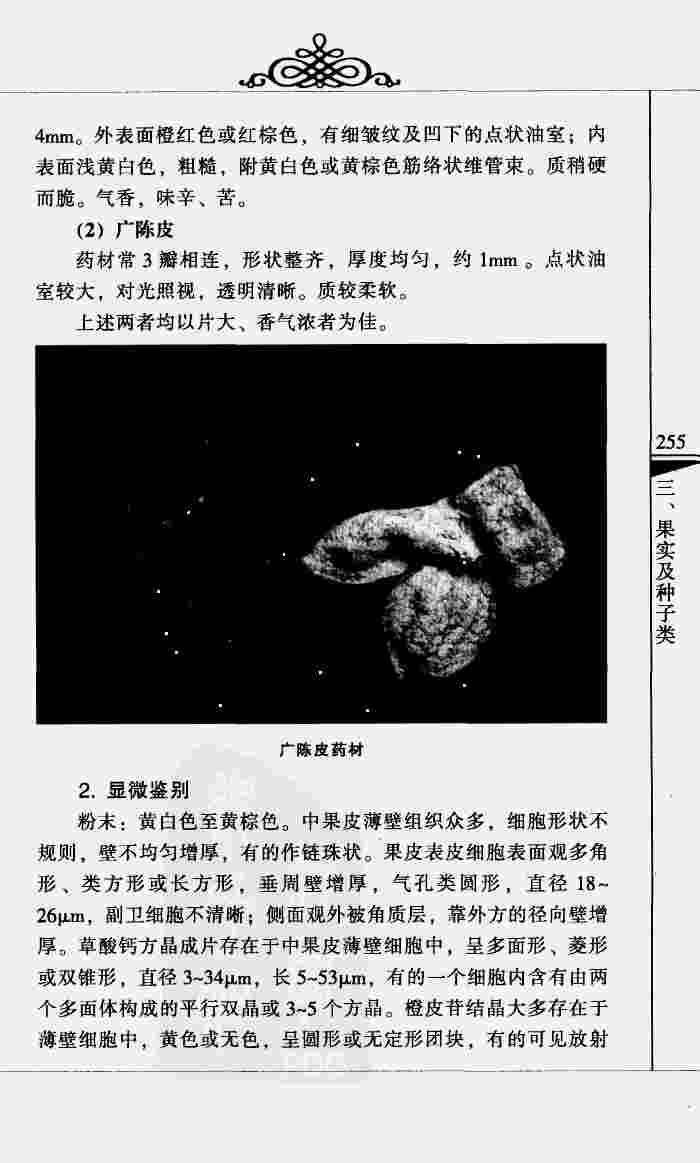 4mm。外表面橙红色或红棕色，有细皱纹及凹下的点状油室；内
表面浅黄白色，粗糙，附黄白色或黄棕色筋络状维管束。质稍硬
而脆。气香，味辛、苦。
(2) 广陈皮
药材常 3 瓣相连，形状整齐，厚度均匀，约 1mm 。点状油
室较大，对光照视，透明清晰。质较柔软。
上述两者均以片大、香气浓者为佳。
255
三、果实及种子类
广陈皮药材
2. 显微鉴别
粉末：黄白色至黄棕色。中果皮薄壁组织众多，细胞形状不
规则，壁不均匀增厚，有的作链珠状。果皮表皮细胞表面观多角
形、类方形或长方形，垂周壁增厚，气孔类圆形，直径 18~
26μm，副卫细胞不清晰；侧面观外被角质层，靠外方的径向壁增
厚。草酸钙方晶成片存在于中果皮薄壁细胞中，呈多面形、菱形
或双锥形，直径 3~34μm，长 5~53μm，有的一个细胞内含有由两
个多面体构成的平行双晶或 3~5 个方晶。橙皮苷结晶大多存在于
薄壁细胞中，黄色或无色，呈圆形或无定形团块，有的可见放射